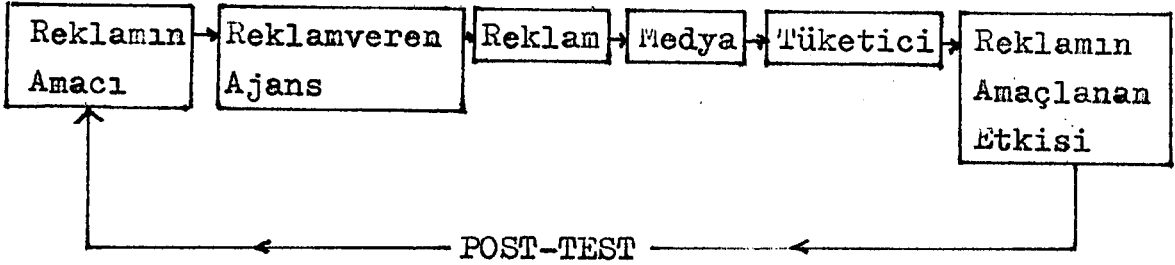 Reklamın
Amacı
Reklamveren
Ajans
Reklam
Medya
Tüketici
Reklamın
Amaçlanan
Etkisi
POST-TEST